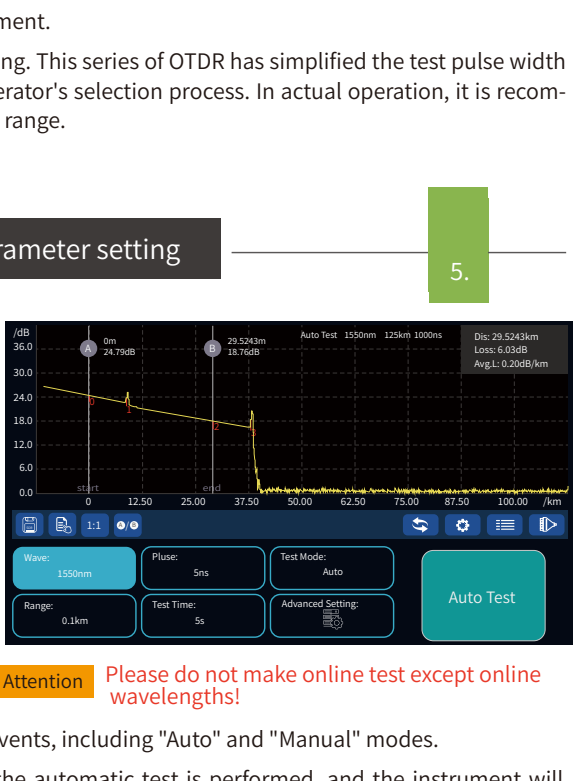 ment.
ng. This series of OTDR has simplified the test pulse width
erator's selection process. In actual operation, it is recom-
range.
rameter setting
5.
/dB
36.0
30.0
24.0
18.0
12.0
6.0
0.0
A
0m
24.79dB
B
29.5243m
18.76dB
Auto Test 1550nm 125km 1000ns
Dis: 29.5243km
Loss: 6.03dB
Avg.L: 0.20dB/km
0
1
2
3
start
end
0 12.50 25.00 37.50 50.00 62.50 75.00 87.50 100.00 /km
1:1
A/B
Wave:
1550nm
Pluse:
5ns
Test Mode:
Auto
Range:
0.1km
Test Time:
5s
Advanced Setting:
Auto Test
Attention
Please do not make online test except online
wavelengths!
vents, including "Auto" and "Manual" modes.
the automatic test is performed, and the instrument will